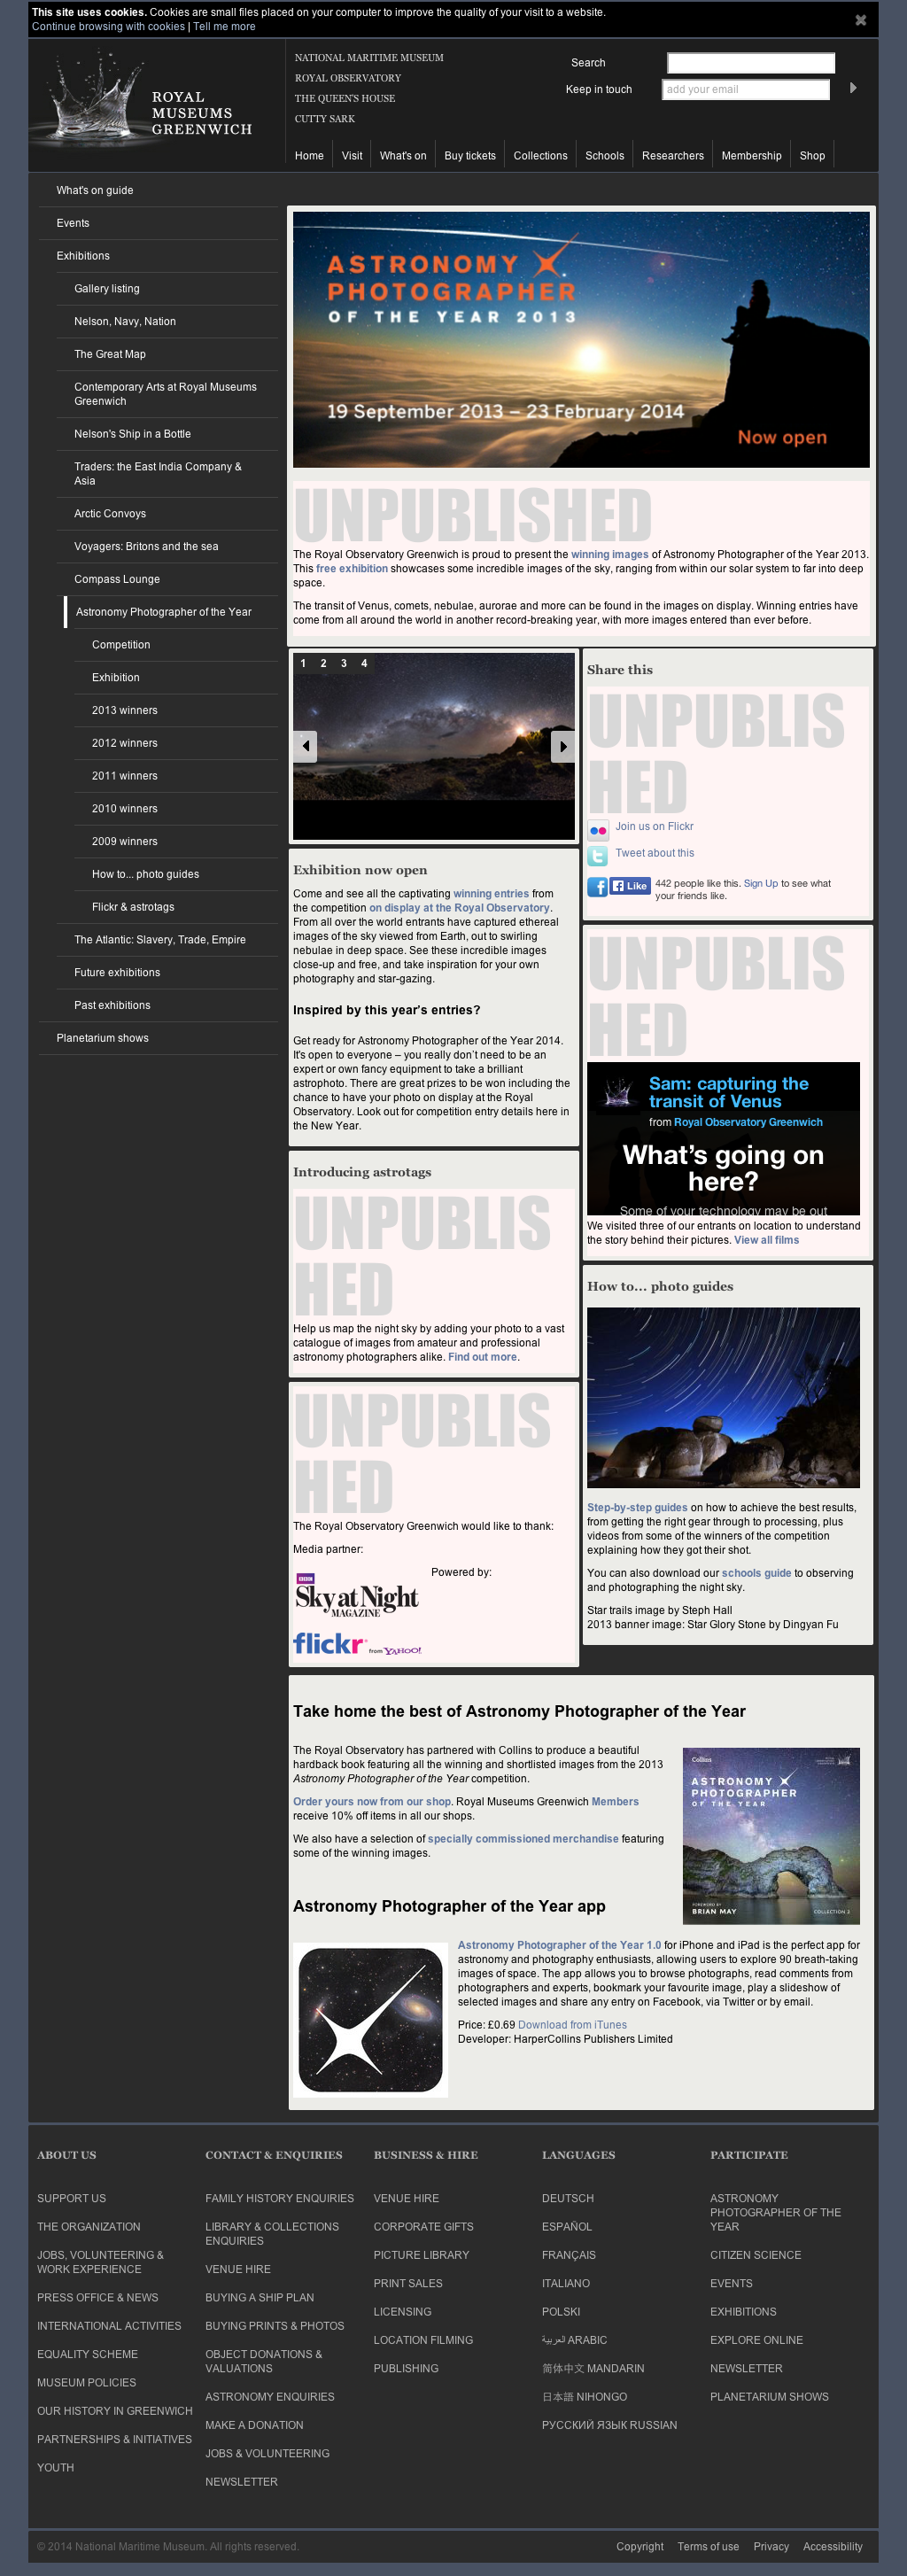 This site uses cookies. Cookies are small files placed on your computer to improve the quality of your visit to a website.
Continue browsing with cookies | Tell me more
ROYAL
MUSEUMS
GREENWICH
NATIONAL MARITIME MUSEUM
ROYAL OBSERVATORY
THE QUEEN'S HOUSE
CUTTY SARK
Search
Keep in touch
add your email
Home
Visit
What's on
Buy tickets
Collections
Schools
Researchers
Membership
Shop
What's on guide
Events
Exhibitions
Gallery listing
Nelson, Navy, Nation
The Great Map
Contemporary Arts at Royal Museums
Greenwich
Nelson's Ship in a Bottle
Traders: the East India Company &
Asia
Arctic Convoys
Voyagers: Britons and the sea
Compass Lounge
Astronomy Photographer of the Year
Competition
Exhibition
2013 winners
2012 winners
2011 winners
2010 winners
2009 winners
How to... photo guides
Flickr & astrotags
The Atlantic: Slavery, Trade, Empire
Future exhibitions
Past exhibitions
Planetarium shows
ASTRONOMY
PHOTOGRAPHER
OF THE YEAR 2013
19 September 2013 – 23 February 2014
Now open
UNPUBLISHED
The Royal Observatory Greenwich is proud to present the winning images of Astronomy Photographer of the Year 2013.
This free exhibition showcases some incredible images of the sky, ranging from within our solar system to far into deep
space.
The transit of Venus, comets, nebulae, aurorae and more can be found in the images on display. Winning entries have
come from all around the world in another record-breaking year, with more images entered than ever before.
1 2 3 4
Exhibition now open
Come and see all the captivating winning entries from
the competition on display at the Royal Observatory.
From all over the world entrants have captured ethereal
images of the sky viewed from Earth, out to swirling
nebulae in deep space. See these incredible images
close-up and free, and take inspiration for your own
photography and star-gazing.
Inspired by this year's entries?
Get ready for Astronomy Photographer of the Year 2014.
It's open to everyone – you really don't need to be an
expert or own fancy equipment to take a brilliant
astrophoto. There are great prizes to be won including the
chance to have your photo on display at the Royal
Observatory. Look out for competition entry details here in
the New Year.
Introducing astrotags
UNPUBLIS
HED
Help us map the night sky by adding your photo to a vast
catalogue of images from amateur and professional
astronomy photographers alike. Find out more.
UNPUBLIS
HED
The Royal Observatory Greenwich would like to thank:
Media partner:
Powered by:
BBC
Sky at Night
MAGAZINE
flickr from YAHOO!
Share this
UNPUBLIS
HED
Join us on Flickr
Tweet about this
Like
442 people like this. Sign Up to see what
your friends like.
UNPUBLIS
HED
Sam: capturing the
transit of Venus
from Royal Observatory Greenwich
What's going on
here?
Some of your technology may be out
We visited three of our entrants on location to understand
the story behind their pictures. View all films
How to... photo guides
Step-by-step guides on how to achieve the best results,
from getting the right gear through to processing, plus
videos from some of the winners of the competition
explaining how they got their shot.
You can also download our schools guide to observing
and photographing the night sky.
Star trails image by Steph Hall
2013 banner image: Star Glory Stone by Dingyan Fu
Take home the best of Astronomy Photographer of the Year
The Royal Observatory has partnered with Collins to produce a beautiful
hardback book featuring all the winning and shortlisted images from the 2013
Astronomy Photographer of the Year competition.
Order yours now from our shop. Royal Museums Greenwich Members
receive 10% off items in all our shops.
We also have a selection of specially commissioned merchandise featuring
some of the winning images.
Collins
ASTRONOMY
PHOTOGRAPHER
OF THE YEAR
FOREWORD BY
BRIAN MAY
COLLECTION 2
Astronomy Photographer of the Year app
Astronomy Photographer of the Year 1.0 for iPhone and iPad is the perfect app for
astronomy and photography enthusiasts, allowing users to explore 90 breath-taking
images of space. The app allows you to browse photographs, read comments from
photographers and experts, bookmark your favourite image, play a slideshow of
selected images and share any entry on Facebook, via Twitter or by email.
Price: £0.69 Download from iTunes
Developer: HarperCollins Publishers Limited
ABOUT US
SUPPORT US
THE ORGANIZATION
JOBS, VOLUNTEERING &
WORK EXPERIENCE
PRESS OFFICE & NEWS
INTERNATIONAL ACTIVITIES
EQUALITY SCHEME
MUSEUM POLICIES
OUR HISTORY IN GREENWICH
PARTNERSHIPS & INITIATIVES
YOUTH
CONTACT & ENQUIRIES
FAMILY HISTORY ENQUIRIES
LIBRARY & COLLECTIONS
ENQUIRIES
VENUE HIRE
BUYING A SHIP PLAN
BUYING PRINTS & PHOTOS
OBJECT DONATIONS &
VALUATIONS
ASTRONOMY ENQUIRIES
MAKE A DONATION
JOBS & VOLUNTEERING
NEWSLETTER
BUSINESS & HIRE
VENUE HIRE
CORPORATE GIFTS
PICTURE LIBRARY
PRINT SALES
LICENSING
LOCATION FILMING
PUBLISHING
LANGUAGES
DEUTSCH
ESPAÑOL
FRANÇAIS
ITALIANO
POLSKI
العربية ARABIC
简体中文 MANDARIN
日本語 NIHONGO
РУССКИЙ ЯЗЫК RUSSIAN
PARTICIPATE
ASTRONOMY
PHOTOGRAPHER OF THE
YEAR
CITIZEN SCIENCE
EVENTS
EXHIBITIONS
EXPLORE ONLINE
NEWSLETTER
PLANETARIUM SHOWS
© 2014 National Maritime Museum. All rights reserved.
Copyright
Terms of use
Privacy
Accessibility